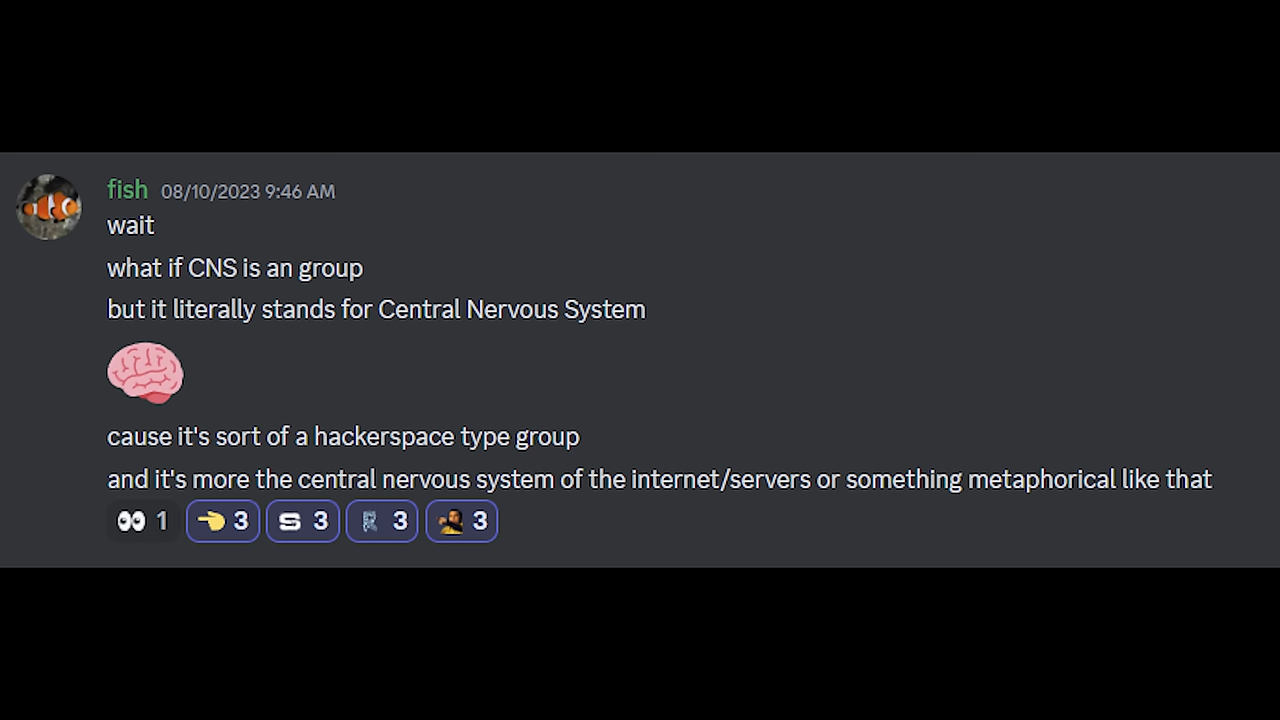 fish 08/10/2023 9:46 AM
wait
what if CNS is an group
but it literally stands for Central Nervous System
🧠
cause it's sort of a hackerspace type group
and it's more the central nervous system of the internet/servers or something metaphorical like that
👀 1 👈 3 S 3 R 3 3